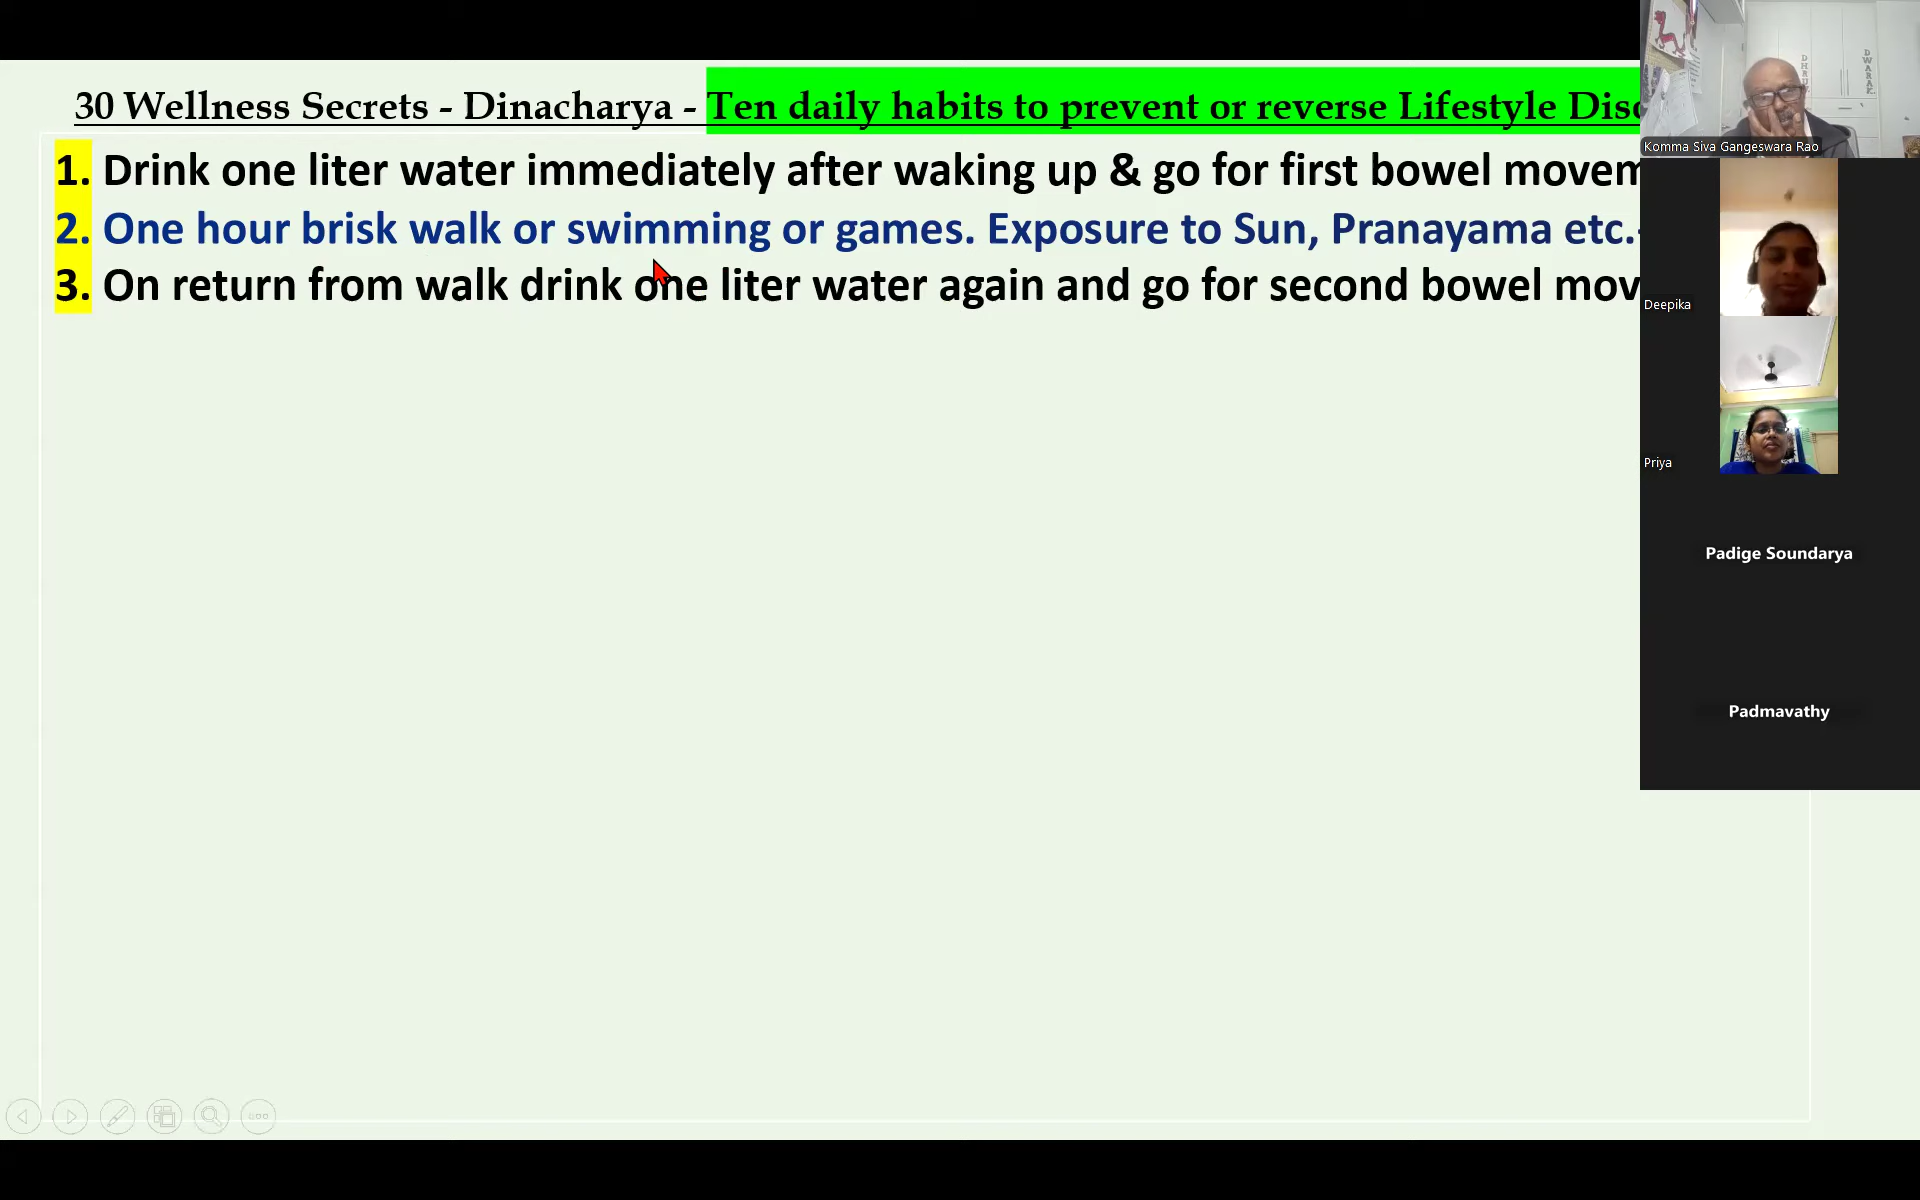 30 Wellness Secrets - Dinacharya - Ten daily habits to prevent or reverse Lifestyle
1. Drink one liter water immediately after waking up & go for first bowel
2. One hour brisk walk or swimming or games. Exposure to Sun, Pranayama etc.
3. On return from walk drink one liter water again and go for second bowel
Komma Siva Gangeswara Rao
Deepika
Priya
Padige Soundarya
Padmavathy